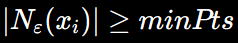 |N_ε(x_i)| ≥ minPts